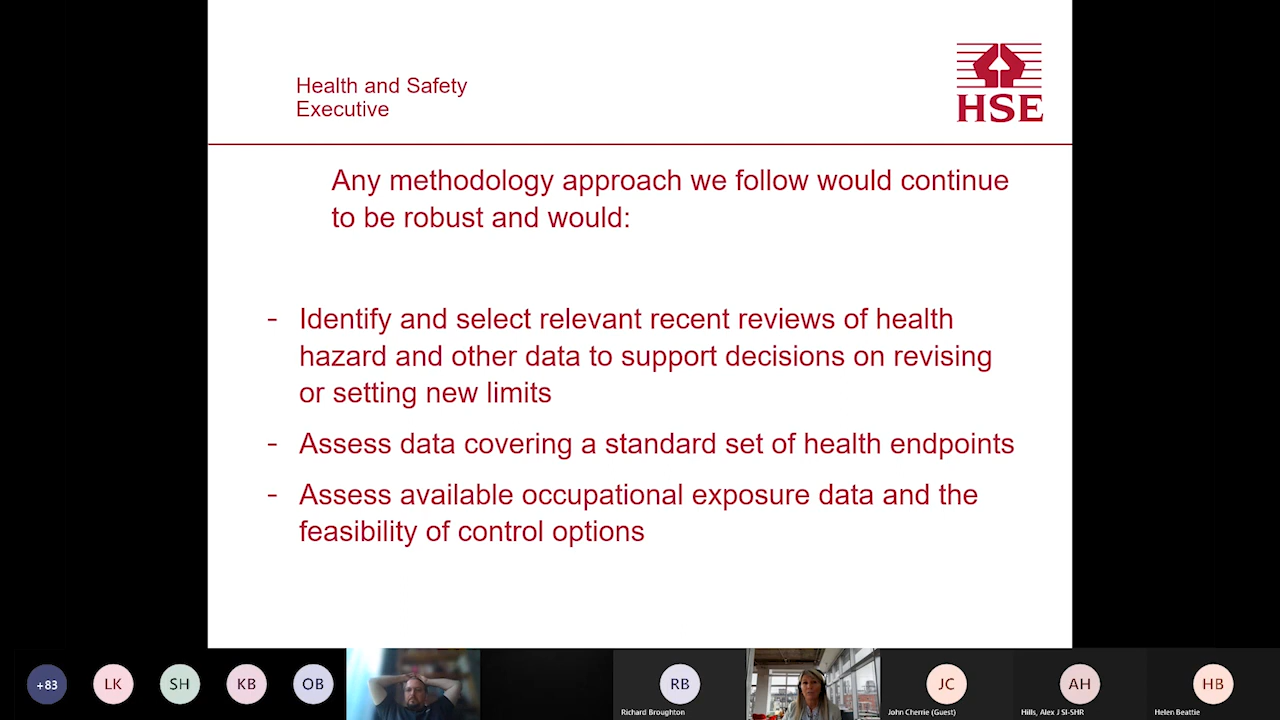 Health and Safety
Executive
HSE
Any methodology approach we follow would continue
to be robust and would:
- Identify and select relevant recent reviews of health
hazard and other data to support decisions on revising
or setting new limits
- Assess data covering a standard set of health endpoints
- Assess available occupational exposure data and the
feasibility of control options
+83
LK
SH
KB
OB
RB
Richard Broughton
JC
John Cherrie (Guest)
AH
Hills, Alex J SI-SHR
HB
Helen Beattie